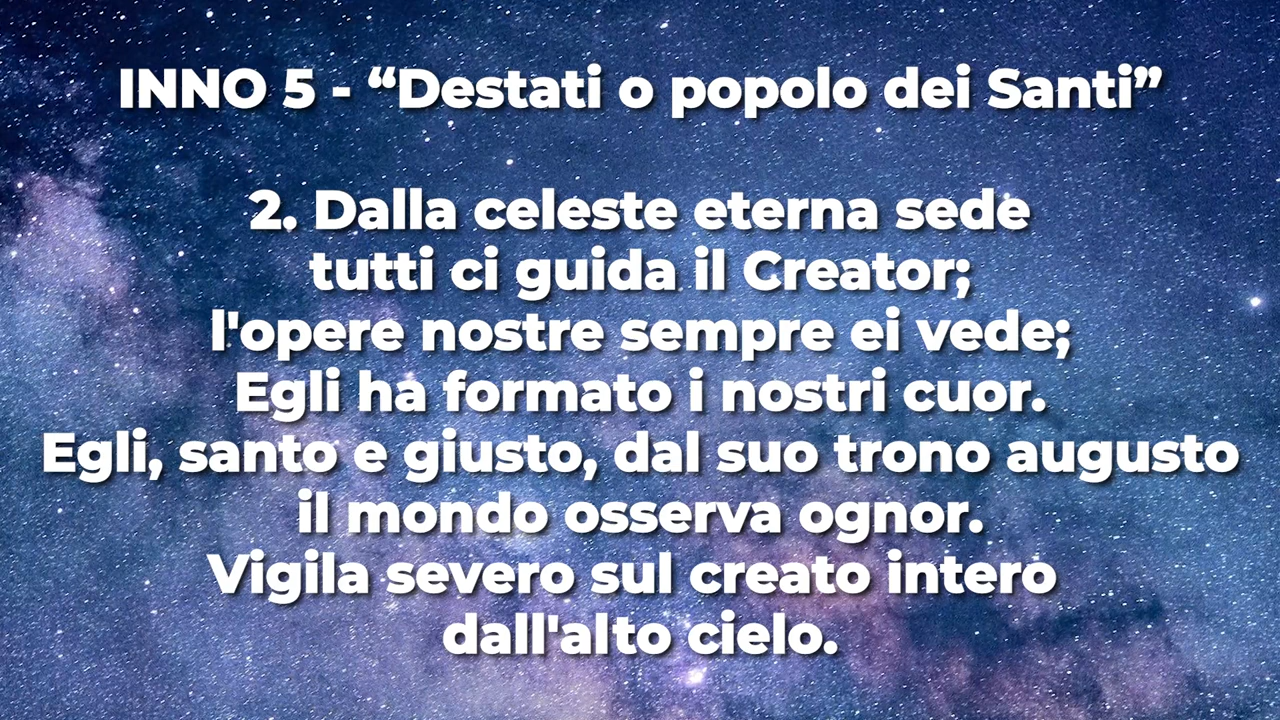 INNO 5 - “Destati o popolo dei Santi”
2. Dalla celeste eterna sede
tutti ci guida il Creator;
l'opere nostre sempre ei vede;
Egli ha formato i nostri cuor.
Egli, santo e giusto, dal suo trono augusto
il mondo osserva ognor.
Vigila severo sul creato intero
dall'alto cielo.